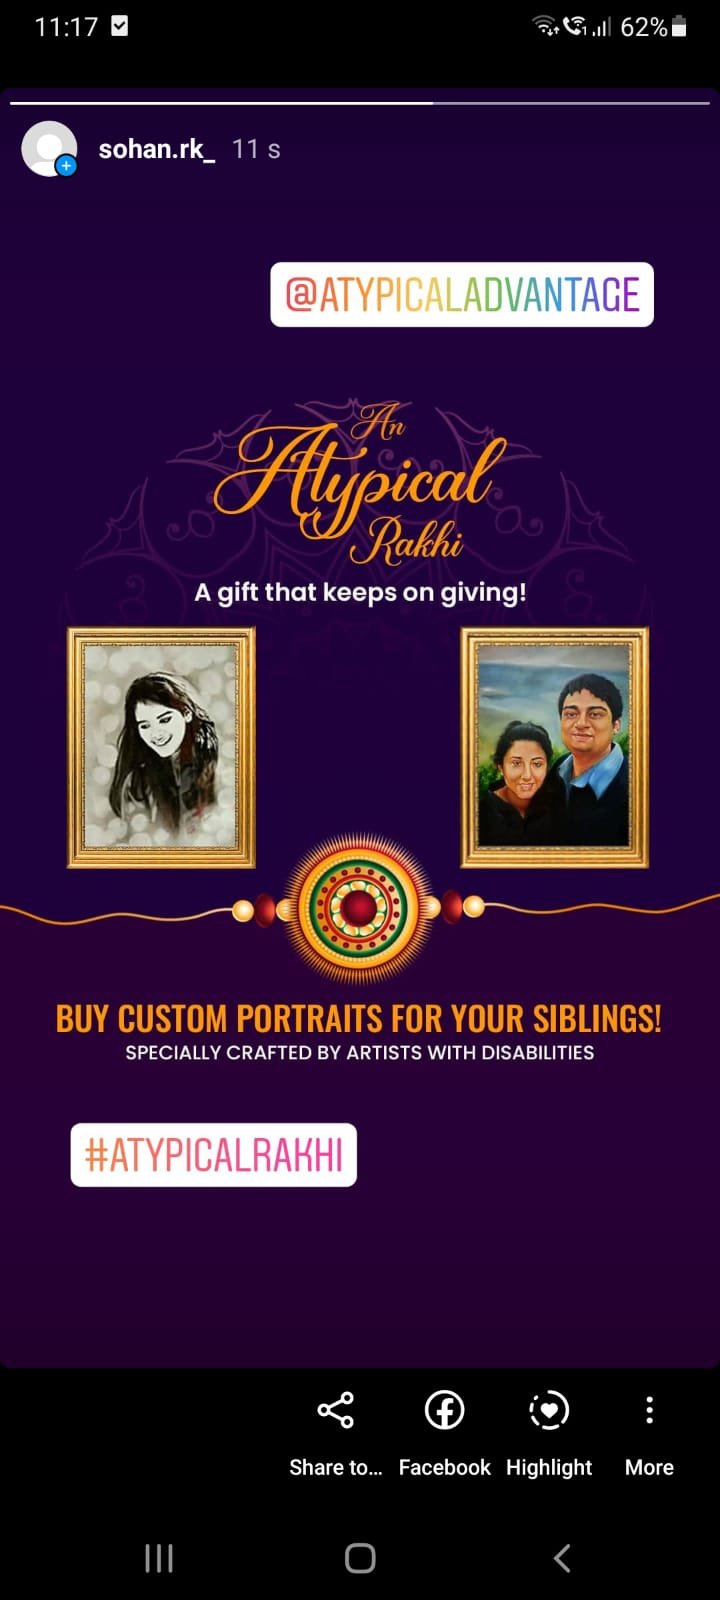 11:17
62%
sohan.rk_ 11 s
@ATYPICALADVANTAGE
An
Atypical
Rakhi
A gift that keeps on giving!
BUY CUSTOM PORTRAITS FOR YOUR SIBLINGS!
SPECIALLY CRAFTED BY ARTISTS WITH DISABILITIES
#ATYPICALRAKHI
Share to... Facebook Highlight More